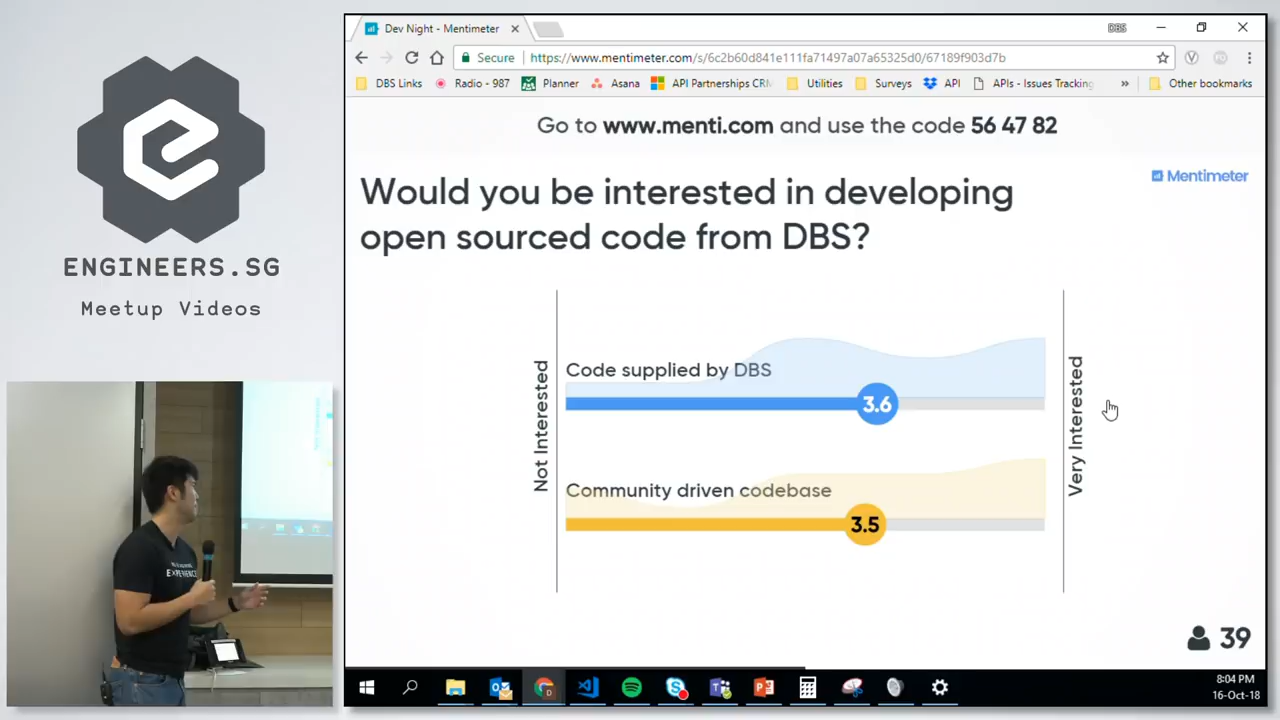 ENGINEERS.SG
Meetup Videos
EXPERIENCE
Dev Night - Mentimeter
DBS
Secure
https://www.mentimeter.com/s/6c2b60d841e111fa71497a07a65325d0/67189f903d7b
DBS Links
Radio - 987
Planner
Asana
API Partnerships CRM
Utilities
Surveys
API
APIs - Issues Tracking
»
Other bookmarks
Go to www.menti.com and use the code 56 47 82
Mentimeter
Would you be interested in developing
open sourced code from DBS?
Not Interested
Code supplied by DBS
3.6
Community driven codebase
3.5
Very Interested
39
8:04 PM
16-Oct-18